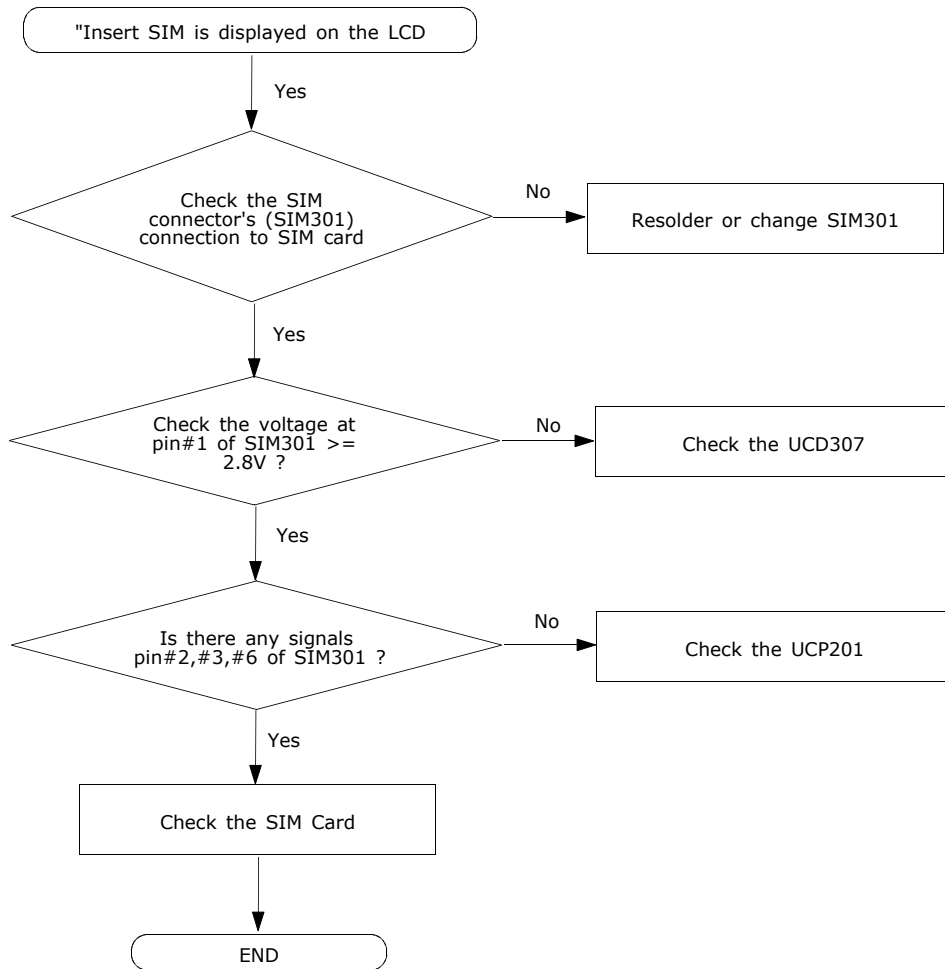 "Insert SIM is displayed on the LCD
Yes
Check the SIM
connector's (SIM301)
connection to SIM card
No
Resolder or change SIM301
Yes
Check the voltage at
pin#1 of SIM301 >=
2.8V ?
No
Check the UCD307
Yes
Is there any signals
pin#2,#3,#6 of SIM301 ?
No
Check the UCP201
Yes
Check the SIM Card
END